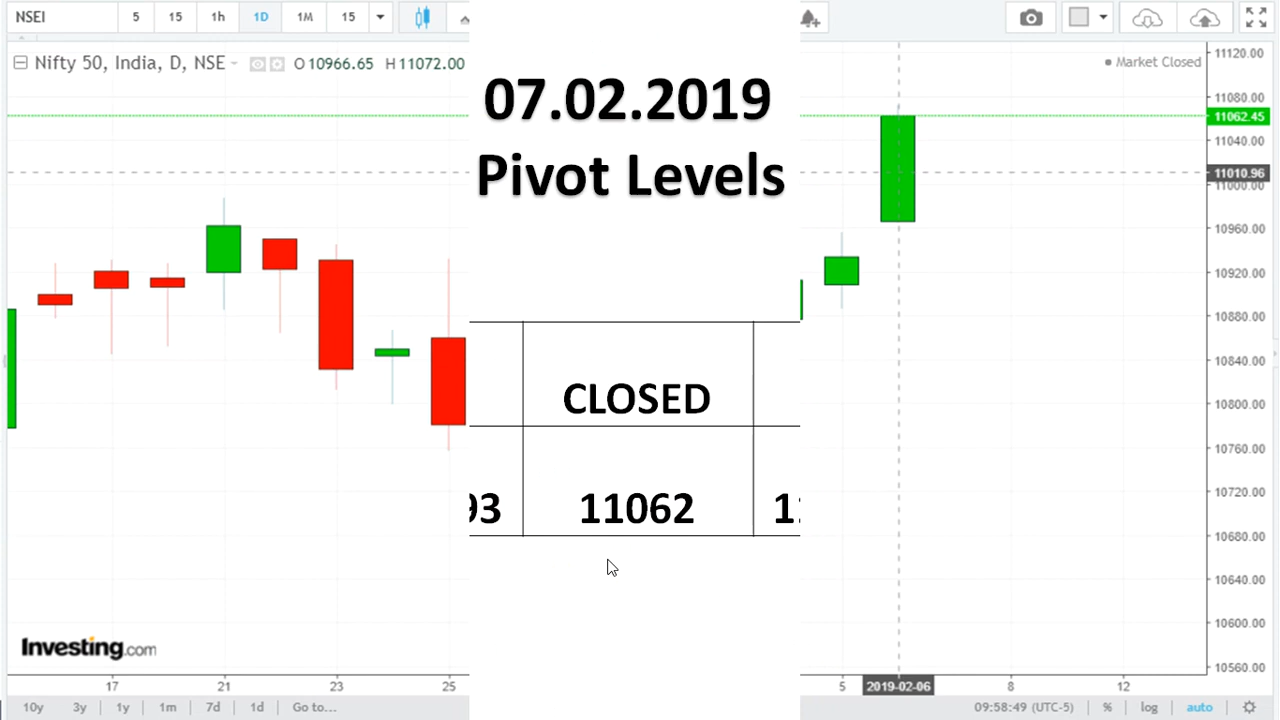 NSEI 5 15 1h 1D 1M 15
Nifty 50, India, D, NSE O10966.65 H11072.00
Market Closed
07.02.2019
Pivot Levels
CLOSED
93 11062 1
11120.00
11080.00
11062.45
11040.00
11010.96
11000.00
10960.00
10920.00
10880.00
10840.00
10800.00
10760.00
10720.00
10680.00
10640.00
10600.00
10560.00
Investing.com
17 21 23 25 5 2019-02-06 8 12
10y 3y 1y 1m 7d 1d Go to... 09:58:49 (UTC-5) % log auto